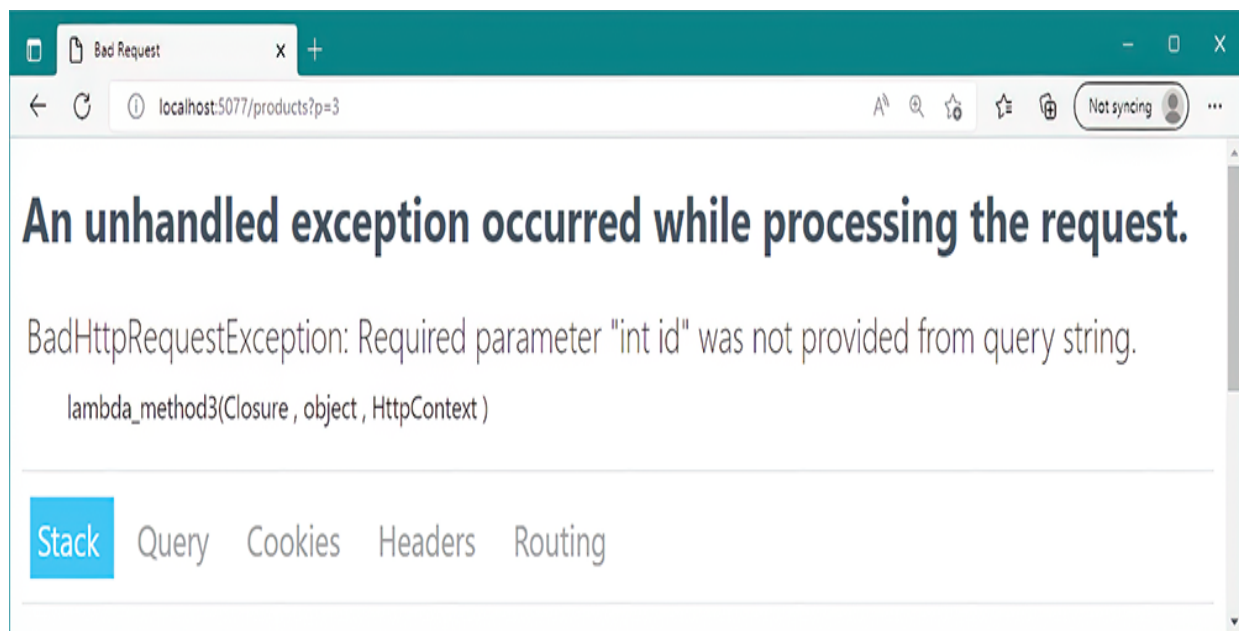 Bad Request
localhost:5077/products?p=3
Not syncing
An unhandled exception occurred while processing the request.
BadHttpRequestException: Required parameter "int id" was not provided from query string.
lambda_method3(Closure , object , HttpContext )
Stack Query Cookies Headers Routing